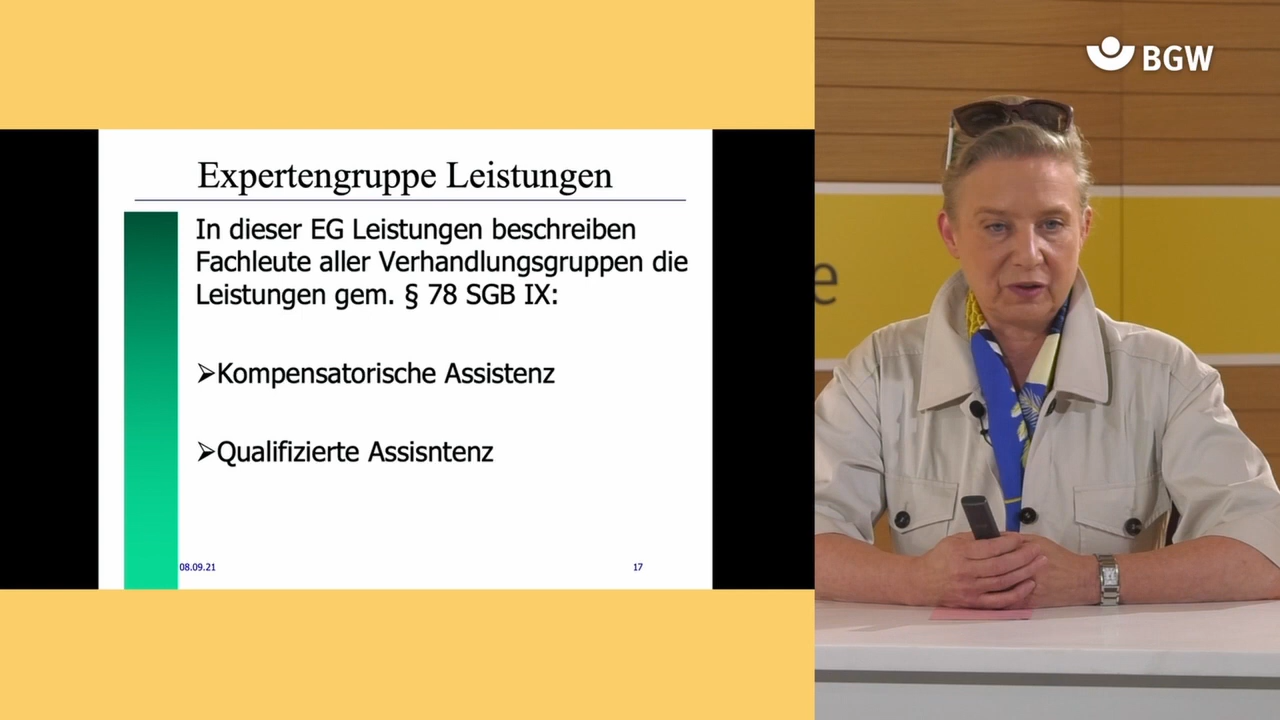 Expertengruppe Leistungen
In dieser EG Leistungen beschreiben
Fachleute aller Verhandlungsgruppen die
Leistungen gem. § 78 SGB IX:
➢Kompensatorische Assistenz
➢Qualifizierte Assisntenz
08.09.21
17
BGW
e